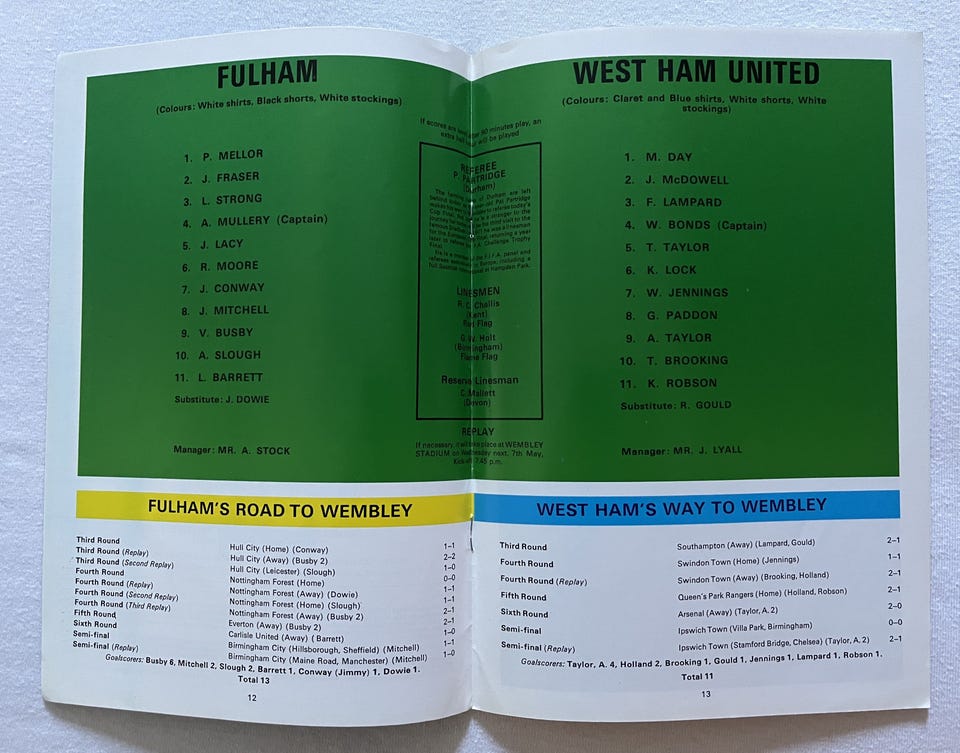 FULHAM
(Colours: White shirts, Black shorts, White stockings)
1. P. MELLOR
2. J. FRASER
3. L. STRONG
4. A. MULLERY (Captain)
5. J. LACY
6. R. MOORE
7. J. CONWAY
8. J. MITCHELL
9. V. BUSBY
10. A. SLOUGH
11. L. BARRETT
Substitute: J. DOWIE
Manager: MR. A. STOCK
If scores are level after 90 minutes play, an
extra half hour will be played
REFEREE
P. PARTRIDGE
(Durham)
LINESMEN
R. C. Challis
(Kent)
Red Flag
G. W. Holt
(Birmingham)
Flame Flag
Reserve Linesman
C. Mallett
(Devon)
REPLAY
If necessary, it will take place at WEMBLEY
STADIUM on Wednesday next, 7th May,
Kick-off 7.45 p.m.
WEST HAM UNITED
(Colours: Claret and Blue shirts, White shorts, White
stockings)
1. M. DAY
2. J. McDOWELL
3. F. LAMPARD
4. W. BONDS (Captain)
5. T. TAYLOR
6. K. LOCK
7. W. JENNINGS
8. G. PADDON
9. A. TAYLOR
10. T. BROOKING
11. K. ROBSON
Substitute: R. GOULD
Manager: MR. J. LYALL
FULHAM'S ROAD TO WEMBLEY
Third Round Hull City (Home) (Conway) 1–1
Third Round (Replay) Hull City (Away) (Busby 2) 2–2
Third Round (Second Replay) Hull City (Leicester) (Slough) 1–0
Fourth Round Nottingham Forest (Home) 0–0
Fourth Round (Replay) Nottingham Forest (Away) (Dowie) 1–1
Fourth Round (Second Replay) Nottingham Forest (Home) (Slough) 1–1
Fourth Round (Third Replay) Nottingham Forest (Away) (Busby 2) 2–1
Fifth Round Everton (Away) (Busby 2) 2–1
Sixth Round Carlisle United (Away) ( Barrett) 1–0
Semi-final Birmingham City (Hillsborough, Sheffield) (Mitchell) 1–1
Semi-final (Replay) Birmingham City (Maine Road, Manchester) (Mitchell) 1–0
Goalscorers: Busby 6, Mitchell 2, Slough 2, Barrett 1, Conway (Jimmy) 1, Dowie 1.
Total 13
12
WEST HAM'S WAY TO WEMBLEY
Third Round Southampton (Away) (Lampard, Gould) 2–1
Fourth Round Swindon Town (Home) (Jennings) 1–1
Fourth Round (Replay) Swindon Town (Away) (Brooking, Holland) 2–1
Fifth Round Queen's Park Rangers (Home) (Holland, Robson) 2–1
Sixth Round Arsenal (Away) (Taylor, A. 2) 2–0
Semi-final Ipswich Town (Villa Park, Birmingham) 0–0
Semi-final (Replay) Ipswich Town (Stamford Bridge, Chelsea) (Taylor, A. 2) 2–1
Goalscorers: Taylor, A. 4, Holland 2, Brooking 1, Gould 1, Jennings 1, Lampard 1, Robson 1.
Total 11
13